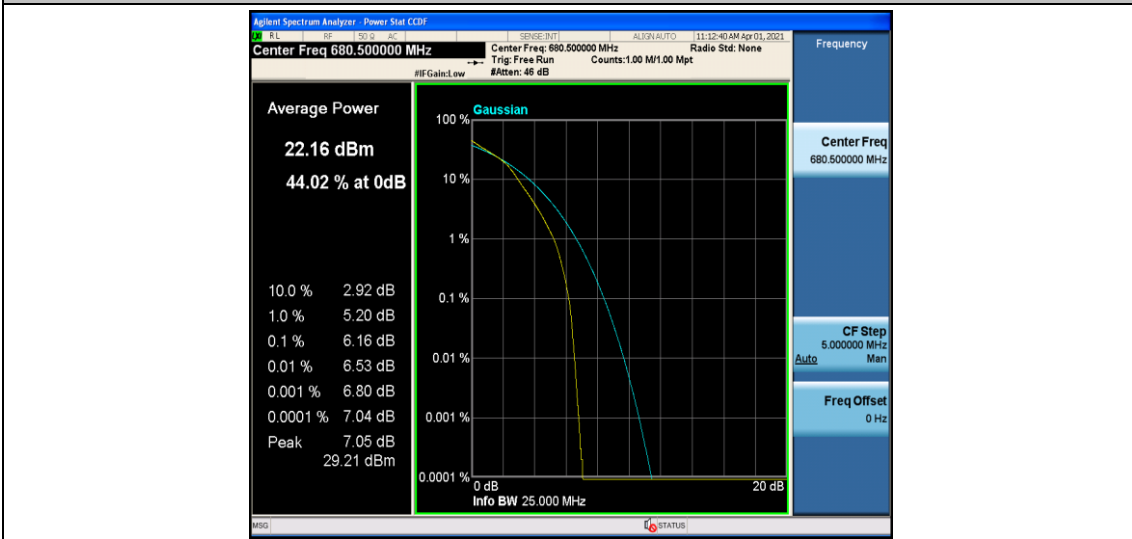 Agilent Spectrum Analyzer - Power Stat CCDF
RL RF 50 Ω AC SENSE:INT ALIGN AUTO 11:12:40 AM Apr 01, 2021
Center Freq 680.500000 MHz
Center Freq: 680.500000 MHz Radio Std: None
Trig: Free Run Counts:1.00 M/1.00 Mpt
#IFGain:Low #Atten: 46 dB
Frequency
Average Power
22.16 dBm
44.02 % at 0dB
10.0 % 2.92 dB
1.0 % 5.20 dB
0.1 % 6.16 dB
0.01 % 6.53 dB
0.001 % 6.80 dB
0.0001 % 7.04 dB
Peak 7.05 dB
29.21 dBm
Gaussian
100 %
10 %
1 %
0.1 %
0.01 %
0.001 %
0.0001 %
0 dB 20 dB
Info BW 25.000 MHz
Center Freq
680.500000 MHz
CF Step
5.000000 MHz
Auto Man
Freq Offset
0 Hz
MSG STATUS